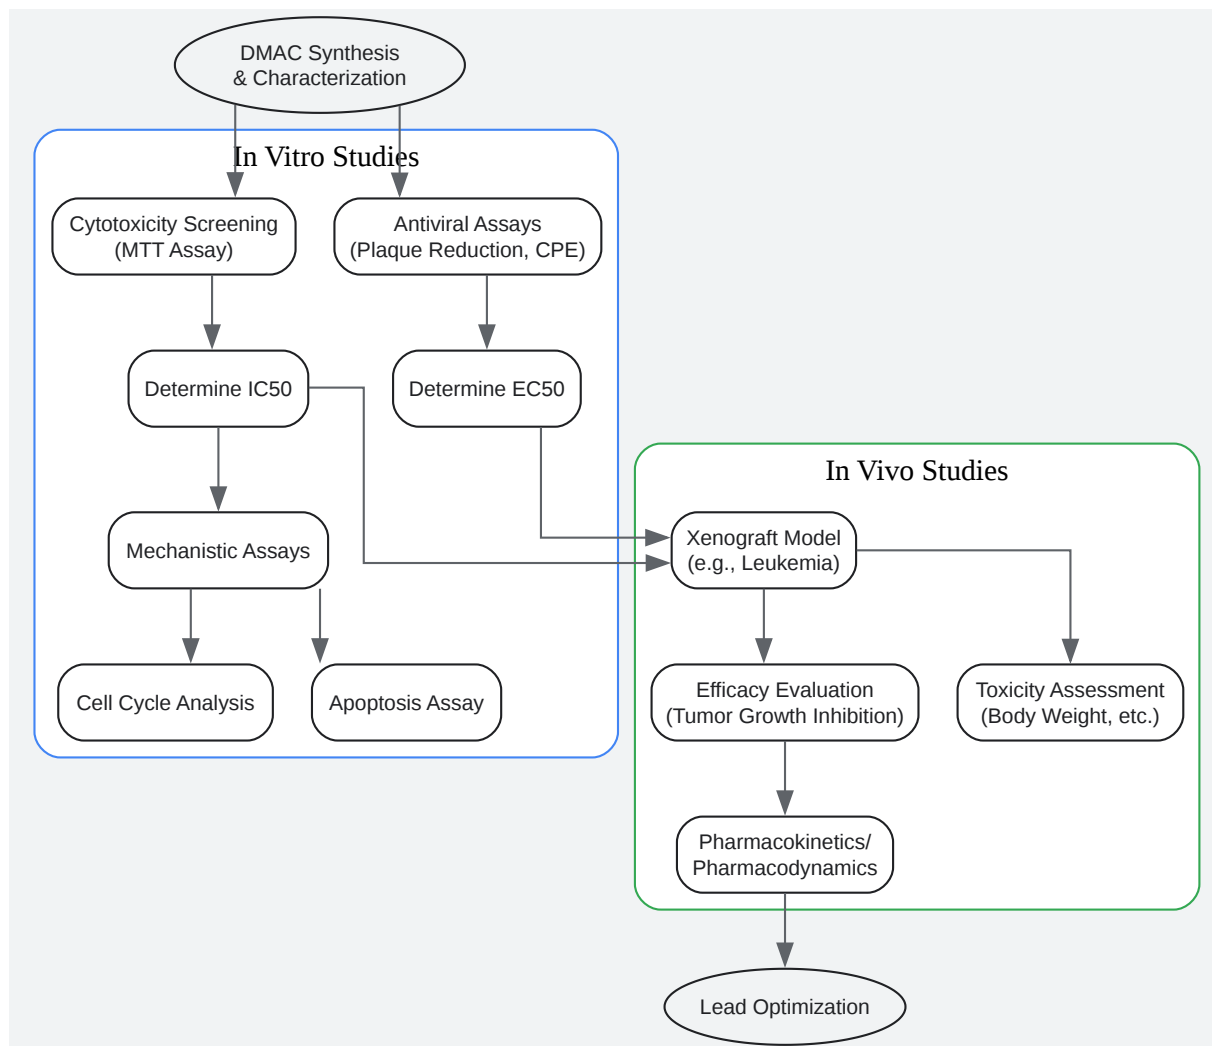 DMAC Synthesis
& Characterization
In Vitro Studies
Cytotoxicity Screening
(MTT Assay)
Antiviral Assays
(Plaque Reduction, CPE)
Determine IC50
Determine EC50
Mechanistic Assays
Cell Cycle Analysis
Apoptosis Assay
In Vivo Studies
Xenograft Model
(e.g., Leukemia)
Efficacy Evaluation
(Tumor Growth Inhibition)
Toxicity Assessment
(Body Weight, etc.)
Pharmacokinetics/
Pharmacodynamics
Lead Optimization